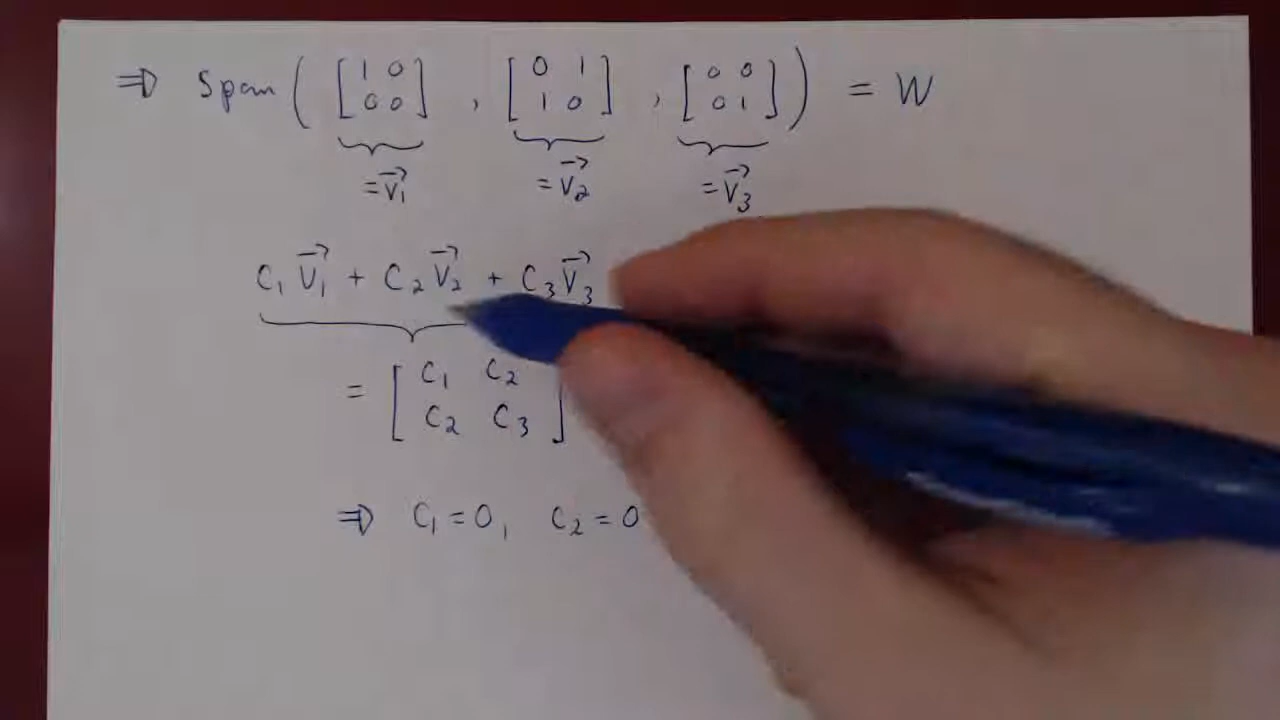 ⇒ Span ( [ 1 0 0 0 ] , [ 0 1 1 0 ] , [ 0 0 0 1 ] ) = W
= v⃗₁ = v⃗₂ = v⃗₃
C₁ v⃗₁ + C₂ v⃗₂ + C₃ v⃗₃
= [ C₁ C₂
C₂ C₃ ]
⇒ C₁ = 0, C₂ = 0